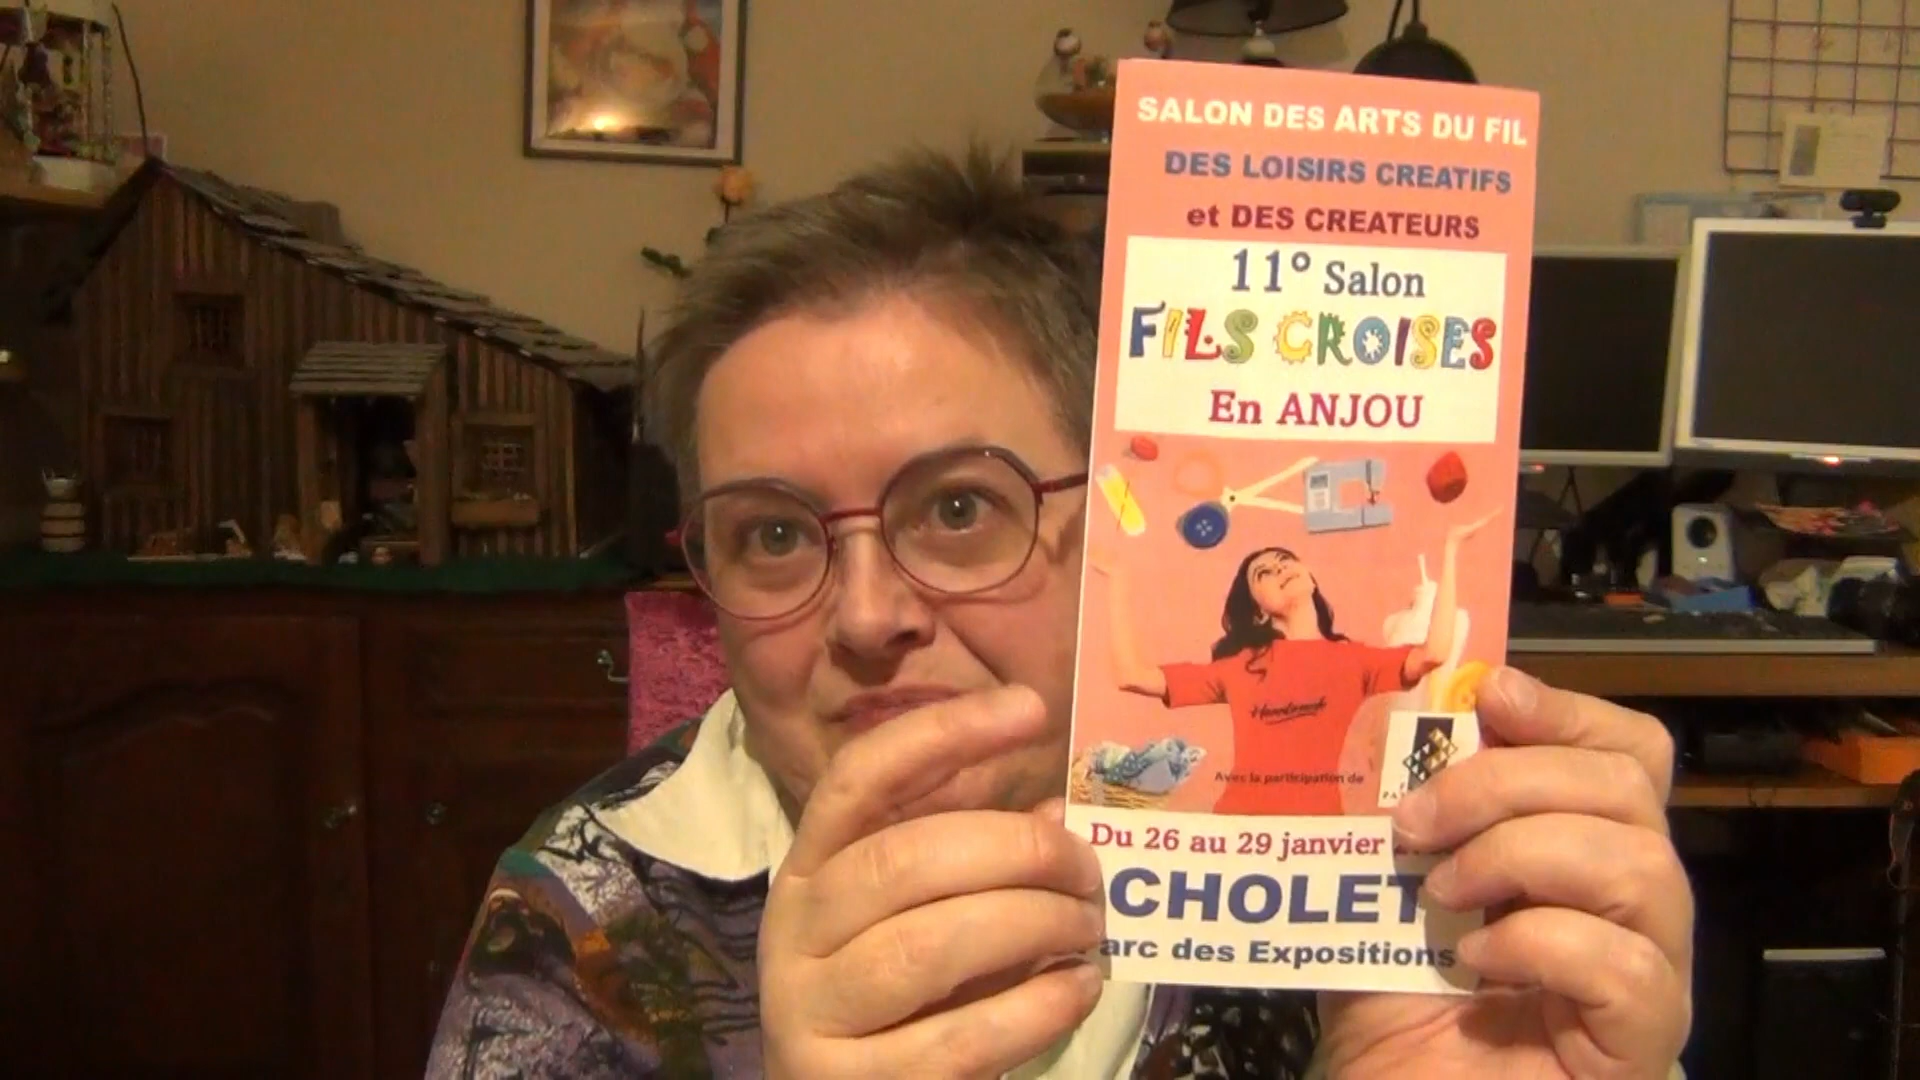 SALON DES ARTS DU FIL
DES LOISIRS CREATIFS
et DES CREATEURS
11° Salon
FILS CROISES
En ANJOU
Handmade
Avec la participation de
Du 26 au 29 janvier
CHOLET
arc des Expositions